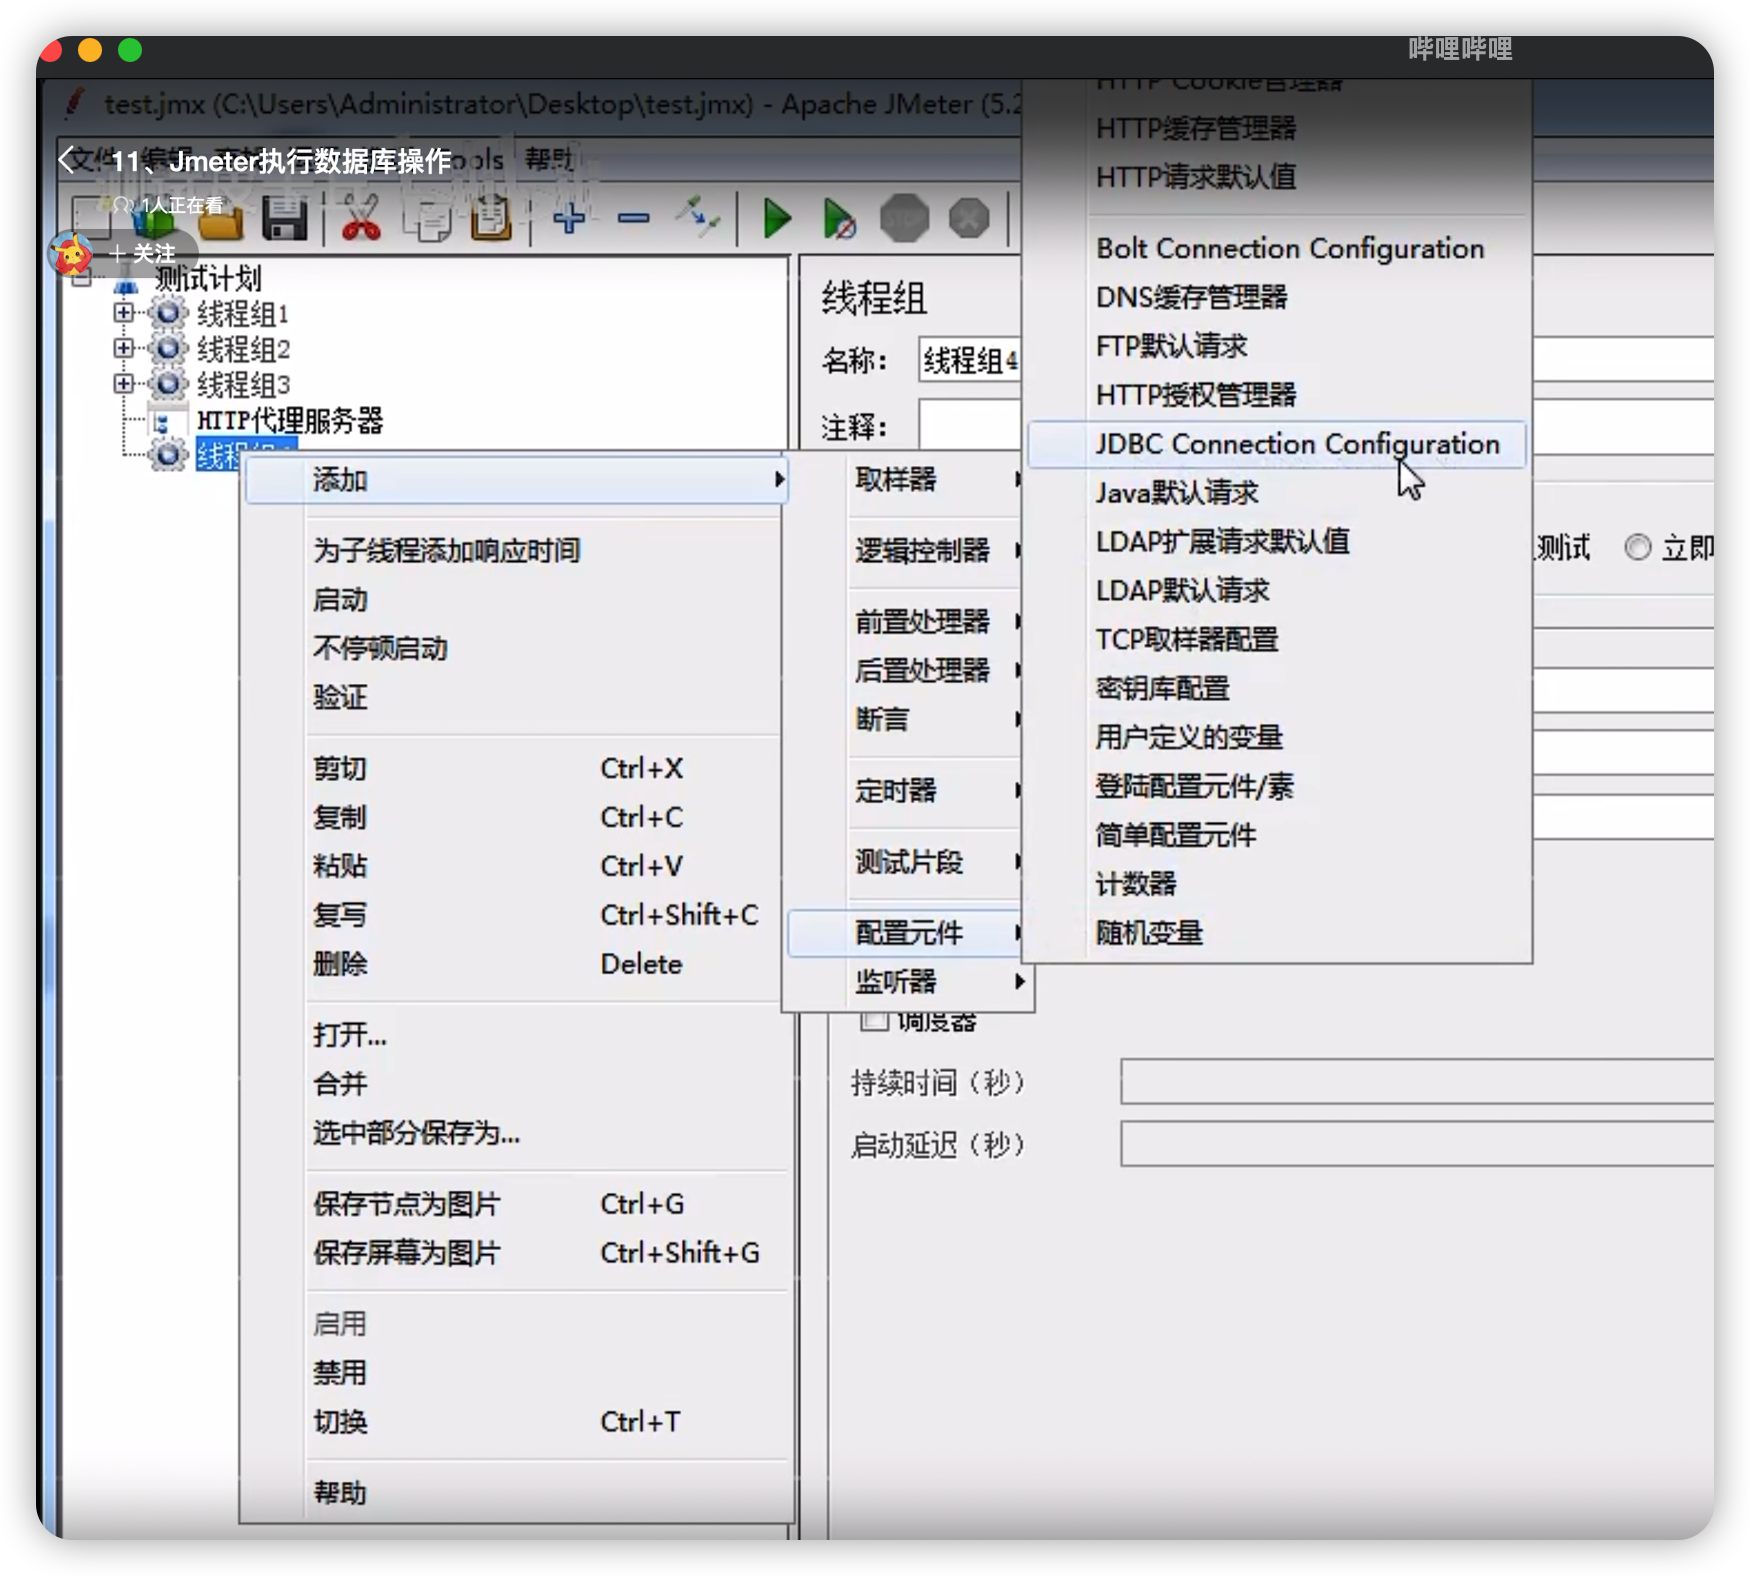 哔哩哔哩
test.jmx (C:\Users\Administrator\Desktop\test.jmx) - Apache JMeter (5.2
文件 编辑 Tools 帮助
11、Jmeter执行数据库操作
1人正在看
+ 关注
测试计划
线程组1
线程组2
线程组3
HTTP代理服务器
线程组
线程组
名称：
线程组4
注释：
测试
立即
调度器
持续时间（秒）
启动延迟（秒）
添加
为子线程添加响应时间
启动
不停顿启动
验证
剪切 Ctrl+X
复制 Ctrl+C
粘贴 Ctrl+V
复写 Ctrl+Shift+C
删除 Delete
打开...
合并
选中部分保存为...
保存节点为图片 Ctrl+G
保存屏幕为图片 Ctrl+Shift+G
启用
禁用
切换 Ctrl+T
帮助
取样器
逻辑控制器
前置处理器
后置处理器
断言
定时器
测试片段
配置元件
监听器
HTTP Cookie管理器
HTTP缓存管理器
HTTP请求默认值
Bolt Connection Configuration
DNS缓存管理器
FTP默认请求
HTTP授权管理器
JDBC Connection Configuration
Java默认请求
LDAP扩展请求默认值
LDAP默认请求
TCP取样器配置
密钥库配置
用户定义的变量
登陆配置元件/素
简单配置元件
计数器
随机变量